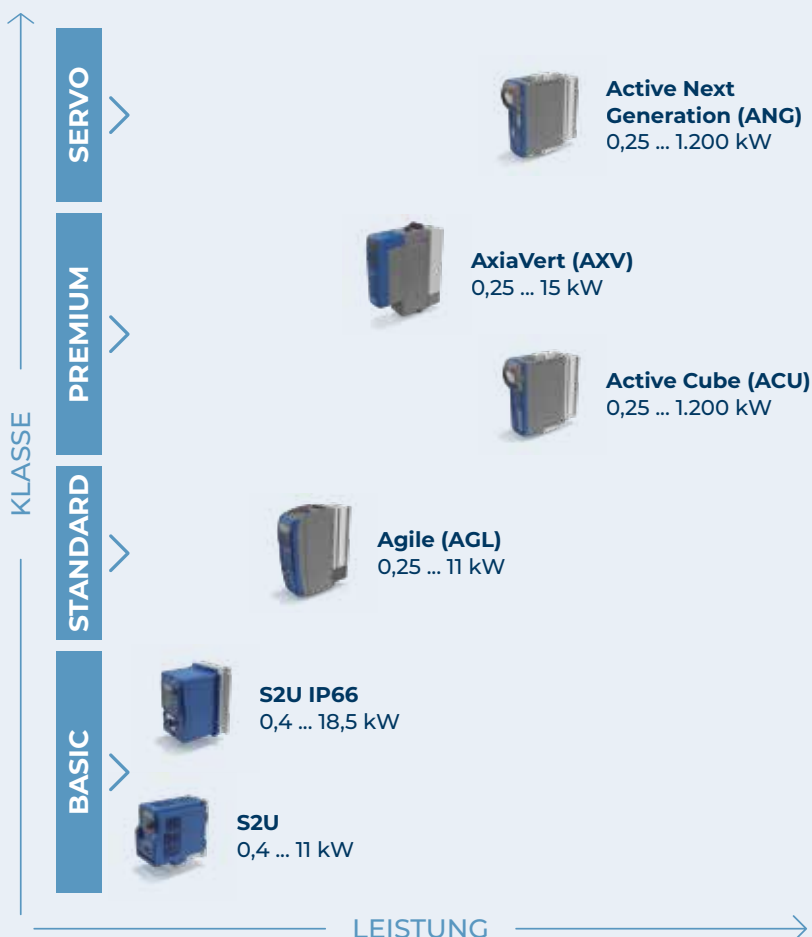 SERVO
Active Next
Generation (ANG)
0,25 ... 1.200 kW
PREMIUM
AxiaVert (AXV)
0,25 ... 15 kW
Active Cube (ACU)
0,25 ... 1.200 kW
KLASSE
STANDARD
Agile (AGL)
0,25 ... 11 kW
BASIC
S2U IP66
0,4 ... 18,5 kW
S2U
0,4 ... 11 kW
LEISTUNG